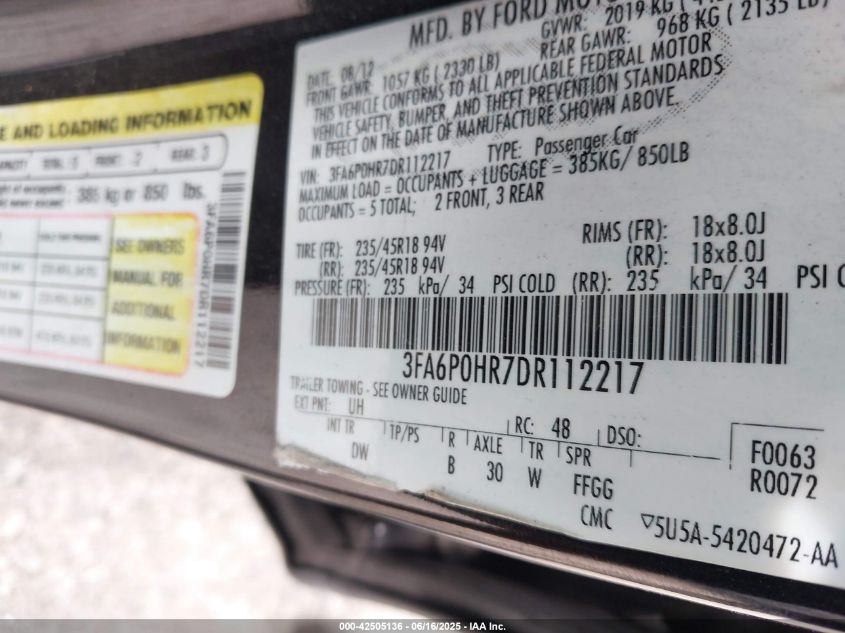 AND LOADING INFORMATION
385 kg or 850 lbs.
SEE OWNERS
MANUAL FOR
ADDITIONAL
INFORMATION
3FA6P0HR7DR112217
MFD. BY FORD MOTO
DATE: 08/12 GVWR: 2019 KG
FRONT GAWR: 1057 KG ( 2330 LB) REAR GAWR: 968 KG ( 2135 LB)
THIS VEHICLE CONFORMS TO ALL APPLICABLE FEDERAL MOTOR
VEHICLE SAFETY, BUMPER, AND THEFT PREVENTION STANDARDS
IN EFFECT ON THE DATE OF MANUFACTURE SHOWN ABOVE.
VIN: 3FA6P0HR7DR112217 TYPE: Passenger Car
MAXIMUM LOAD = OCCUPANTS + LUGGAGE = 385KG/ 850LB
OCCUPANTS = 5 TOTAL; 2 FRONT, 3 REAR
TIRE (FR): 235/45R18 94V RIMS (FR): 18x8.0J
(RR): 235/45R18 94V (RR): 18x8.0J
PRESSURE (FR): 235 kPa/ 34 PSI COLD (RR): 235 kPa/ 34 PSI C
3FA6P0HR7DR112217
TRAILER TOWING - SEE OWNER GUIDE
EXT PNT: UH RC: 48 DSO:
INT TR TP/PS R AXLE TR SPR F0063
DW B 30 W FFGG R0072
CMC ▽5U5A-5420472-AA
000-42505136 - 06/16/2025 - IAA